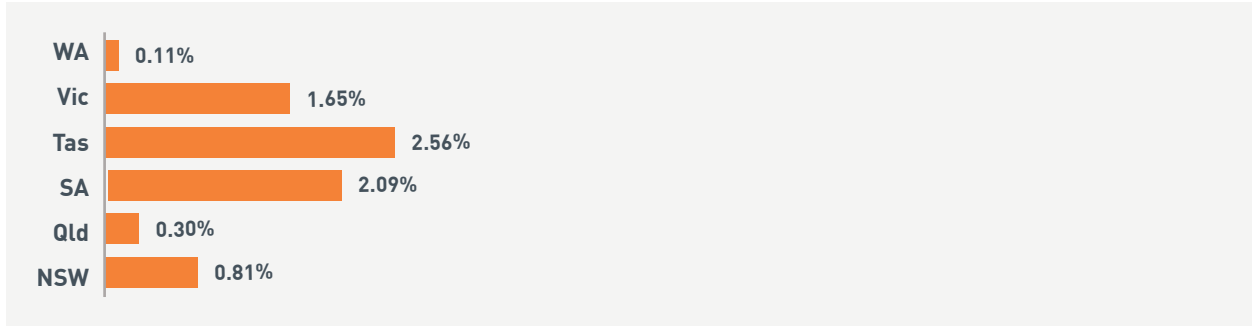 WA 0.11%
Vic 1.65%
Tas 2.56%
SA 2.09%
Qld 0.30%
NSW 0.81%